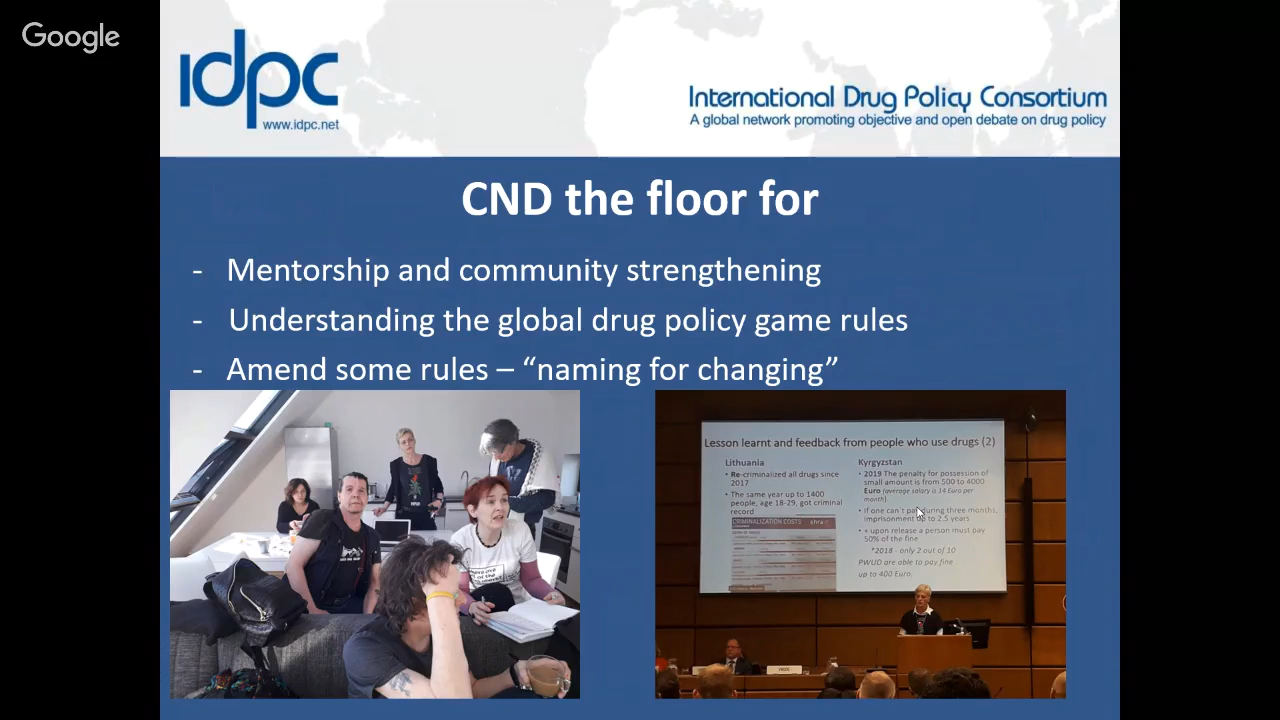 Google
idpc
www.idpc.net
International Drug Policy Consortium
A global network promoting objective and open debate on drug policy
CND the floor for
- Mentorship and community strengthening
- Understanding the global drug policy game rules
- Amend some rules – “naming for changing”
Lesson learnt and feedback from people who use drugs (2)
Lithuania
• Re-criminalized all drugs since
2017
• The same year up to 1400
people, age 18-29, got criminal
record
CRIMINALIZATION COSTS
Kyrgyzstan
• 2019 The penalty for possession of
small amount is from 500 to 4000
Euro (average salary is 14 Euro per
month).
• if one can't pay during three months,
imprisonment up to 2.5 years
• + upon release a person must pay
50% of the fine
*2018 - only 2 out of 10
PWUD are able to pay fine
up to 400 Euro.